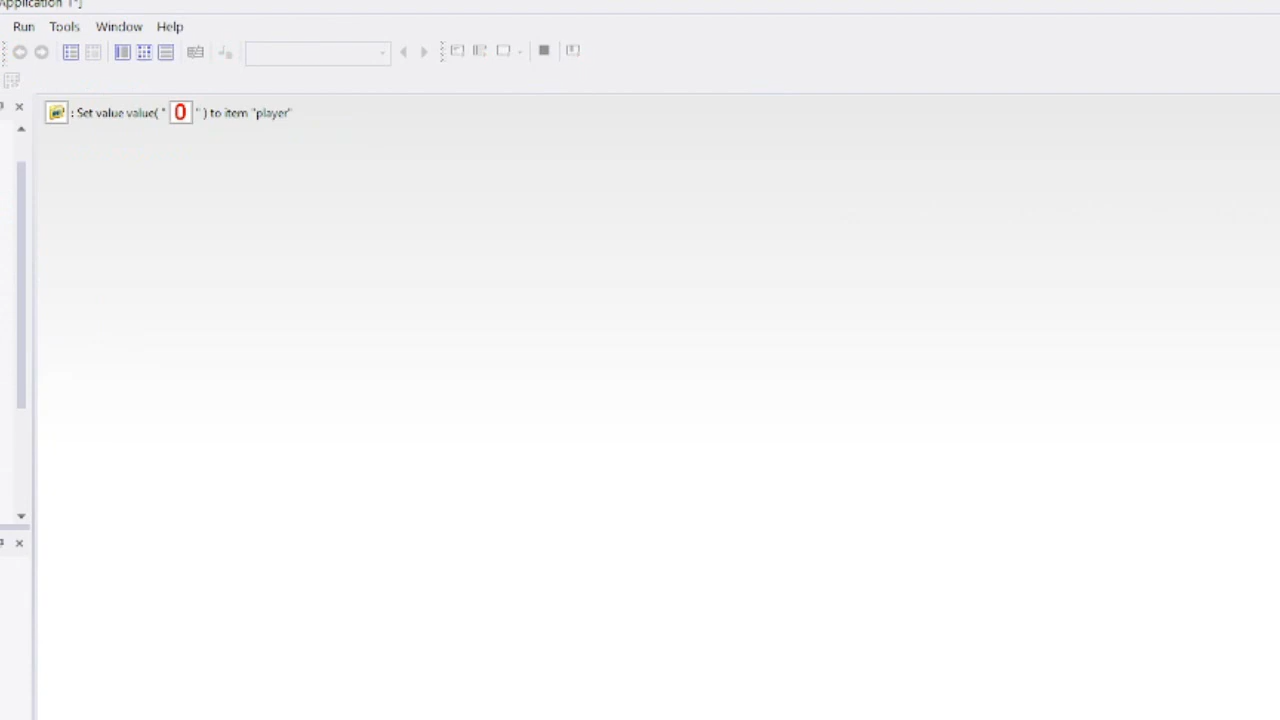 Application 1*]
Run Tools Window Help
: Set value value( " 0 " ) to item "player"